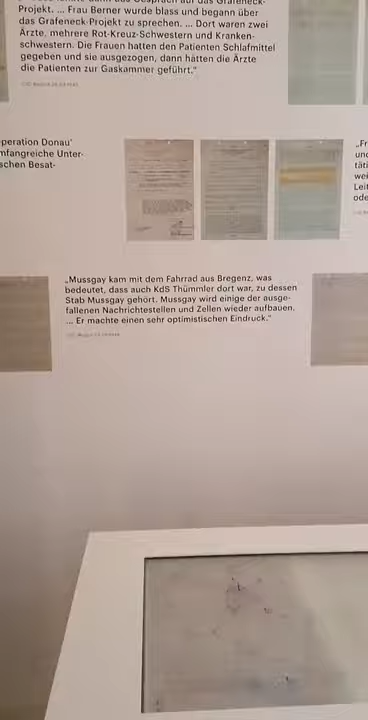 Projekt. ... Frau Berner wurde blass und begann über
das Grafeneck-Projekt zu sprechen. ... Dort waren zwei
Ärzte, mehrere Rot-Kreuz-Schwestern und Kranken-
schwestern. Die Frauen hatten den Patienten Schlafmittel
gegeben und sie ausgezogen, dann hätten die Ärzte
die Patienten zur Gaskammer geführt.“
peration Donau‘
mfangreiche Unter-
schen Besat-
„Fr
und
täti
wei
Leit
ode
„Mussgay kam mit dem Fahrrad aus Bregenz, was
bedeutet, dass auch KdS Thümmler dort war, zu dessen
Stab Mussgay gehört. Mussgay wird einige der ausge-
fallenen Nachrichtestellen und Zellen wieder aufbauen.
... Er machte einen sehr optimistischen Eindruck.“